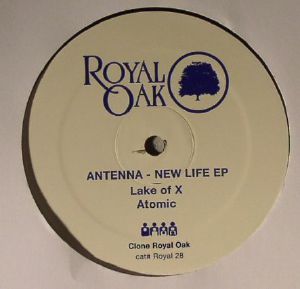 ROYAL
OAK
ANTENNA - NEW LIFE EP
Lake of X
Atomic
Clone Royal Oak
cat# Royal 28